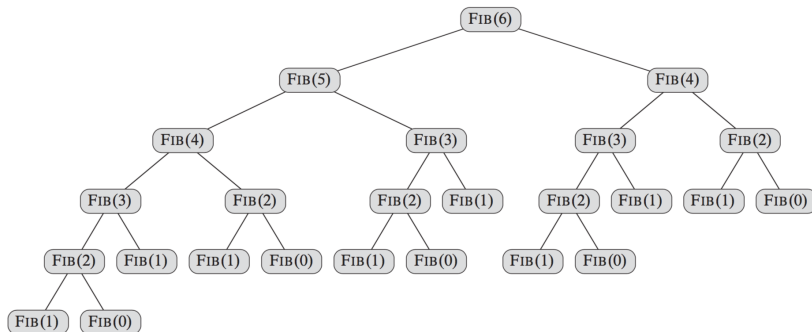 FIB(6)
FIB(5) FIB(4)
FIB(4) FIB(3) FIB(3) FIB(2)
FIB(3) FIB(2) FIB(2) FIB(1) FIB(2) FIB(1) FIB(1) FIB(0)
FIB(2) FIB(1) FIB(1) FIB(0) FIB(1) FIB(0) FIB(1) FIB(0)
FIB(1) FIB(0)